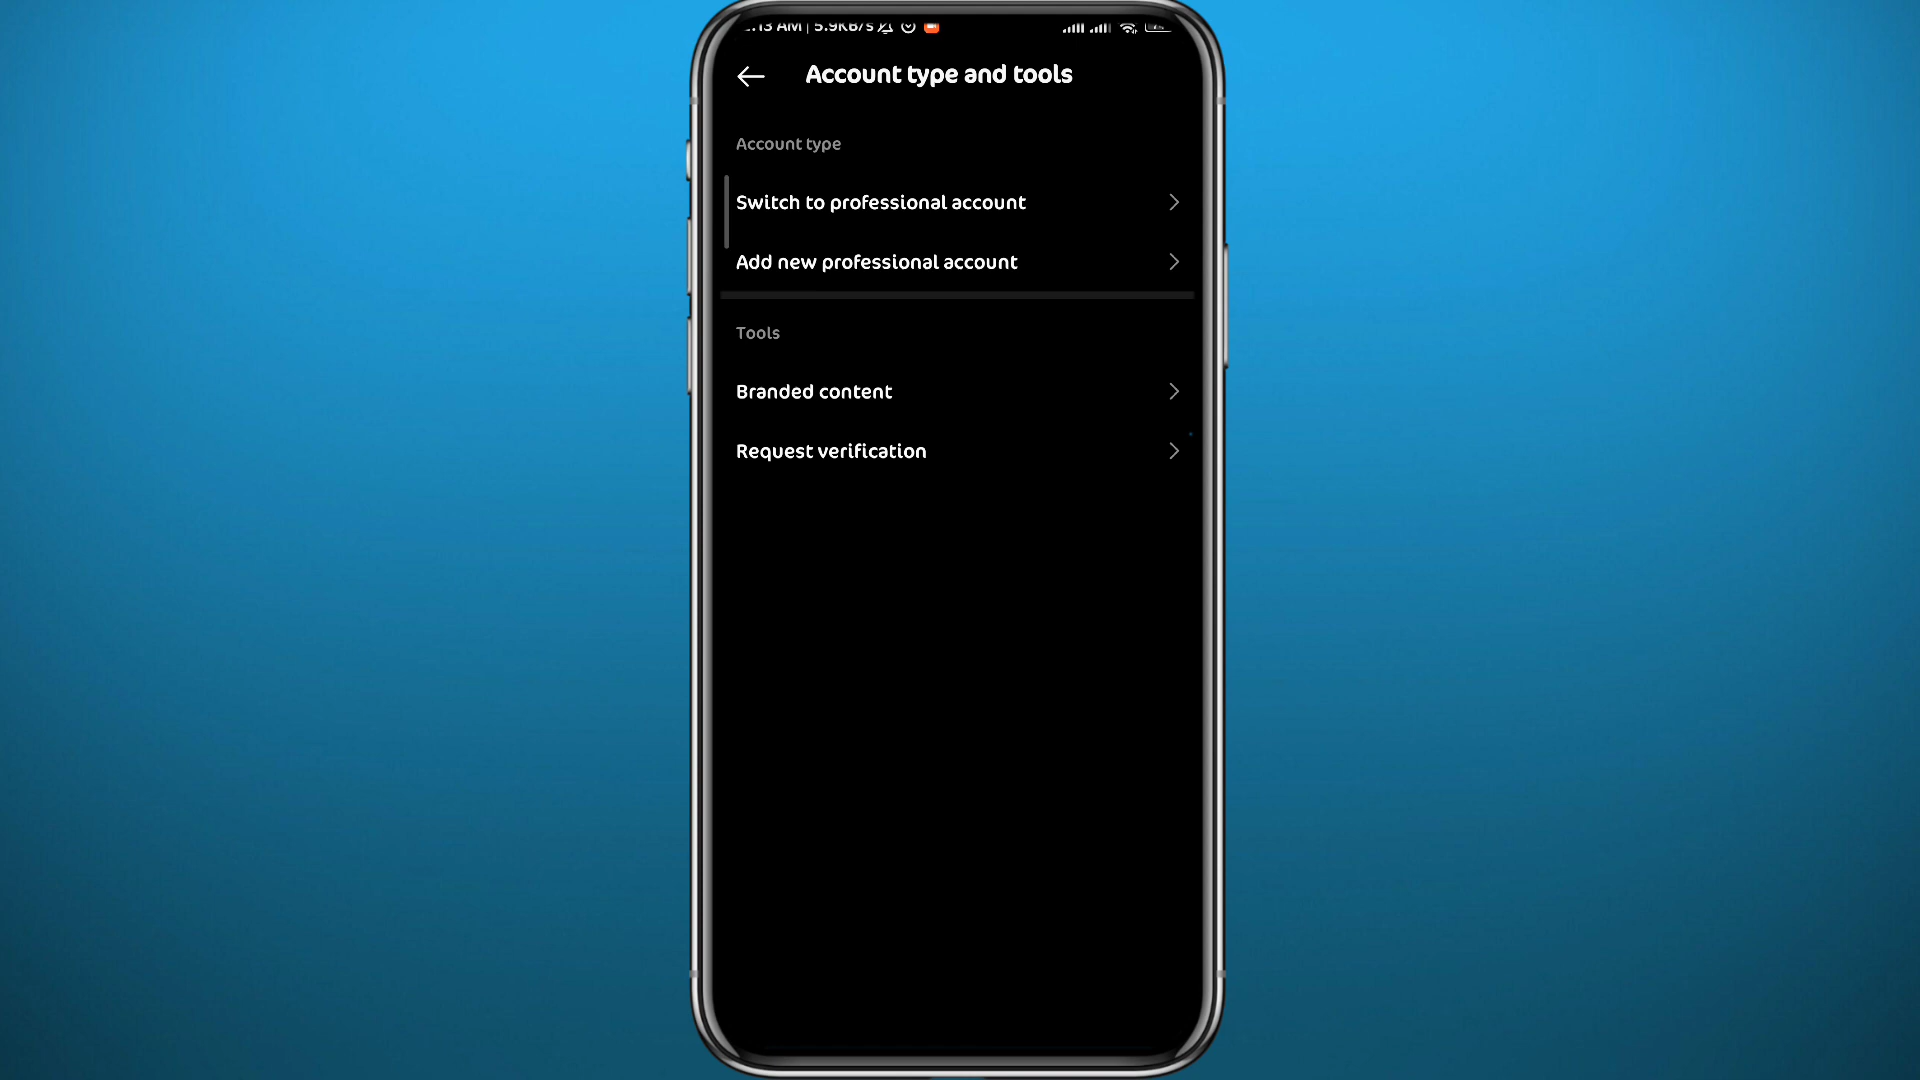 :13 AM | 5.9KB/s
Account type and tools
Account type
Switch to professional account
Add new professional account
Tools
Branded content
Request verification